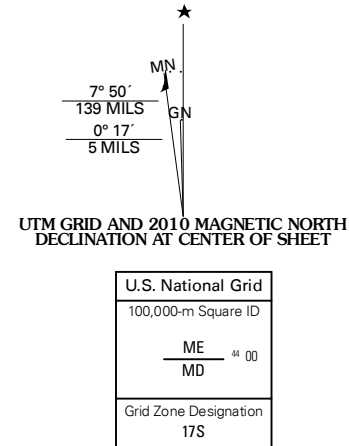 ★
MN
7° 50´
139 MILS
GN
0° 17´
5 MILS
UTM GRID AND 2010 MAGNETIC NORTH
DECLINATION AT CENTER OF SHEET
U.S. National Grid
100,000-m Square ID
ME
44 00
MD
Grid Zone Designation
17S